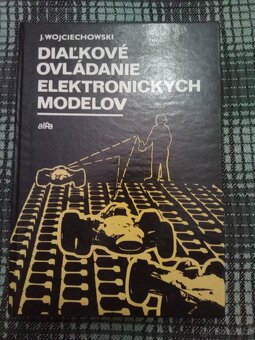 J. WOJCIECHOWSKI
DIAĽKOVÉ
OVLÁDANIE
ELEKTRONICKÝCH
MODELOV
alfa